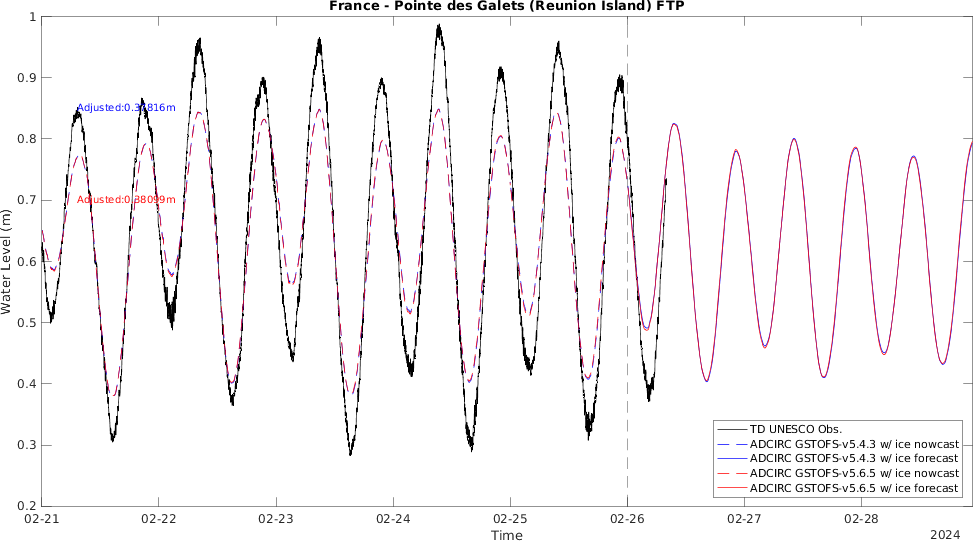 France - Pointe des Galets (Reunion Island) FTP
1
0.9
0.8
0.7
0.6
0.5
0.4
0.3
0.2
Water Level (m)
Adjusted:0.37816m
Adjusted:0.38099m
TD UNESCO Obs.
ADCIRC GSTOFS-v5.4.3 w/ ice nowcast
ADCIRC GSTOFS-v5.4.3 w/ ice forecast
ADCIRC GSTOFS-v5.6.5 w/ ice nowcast
ADCIRC GSTOFS-v5.6.5 w/ ice forecast
02-21 02-22 02-23 02-24 02-25 02-26 02-27 02-28
Time
2024